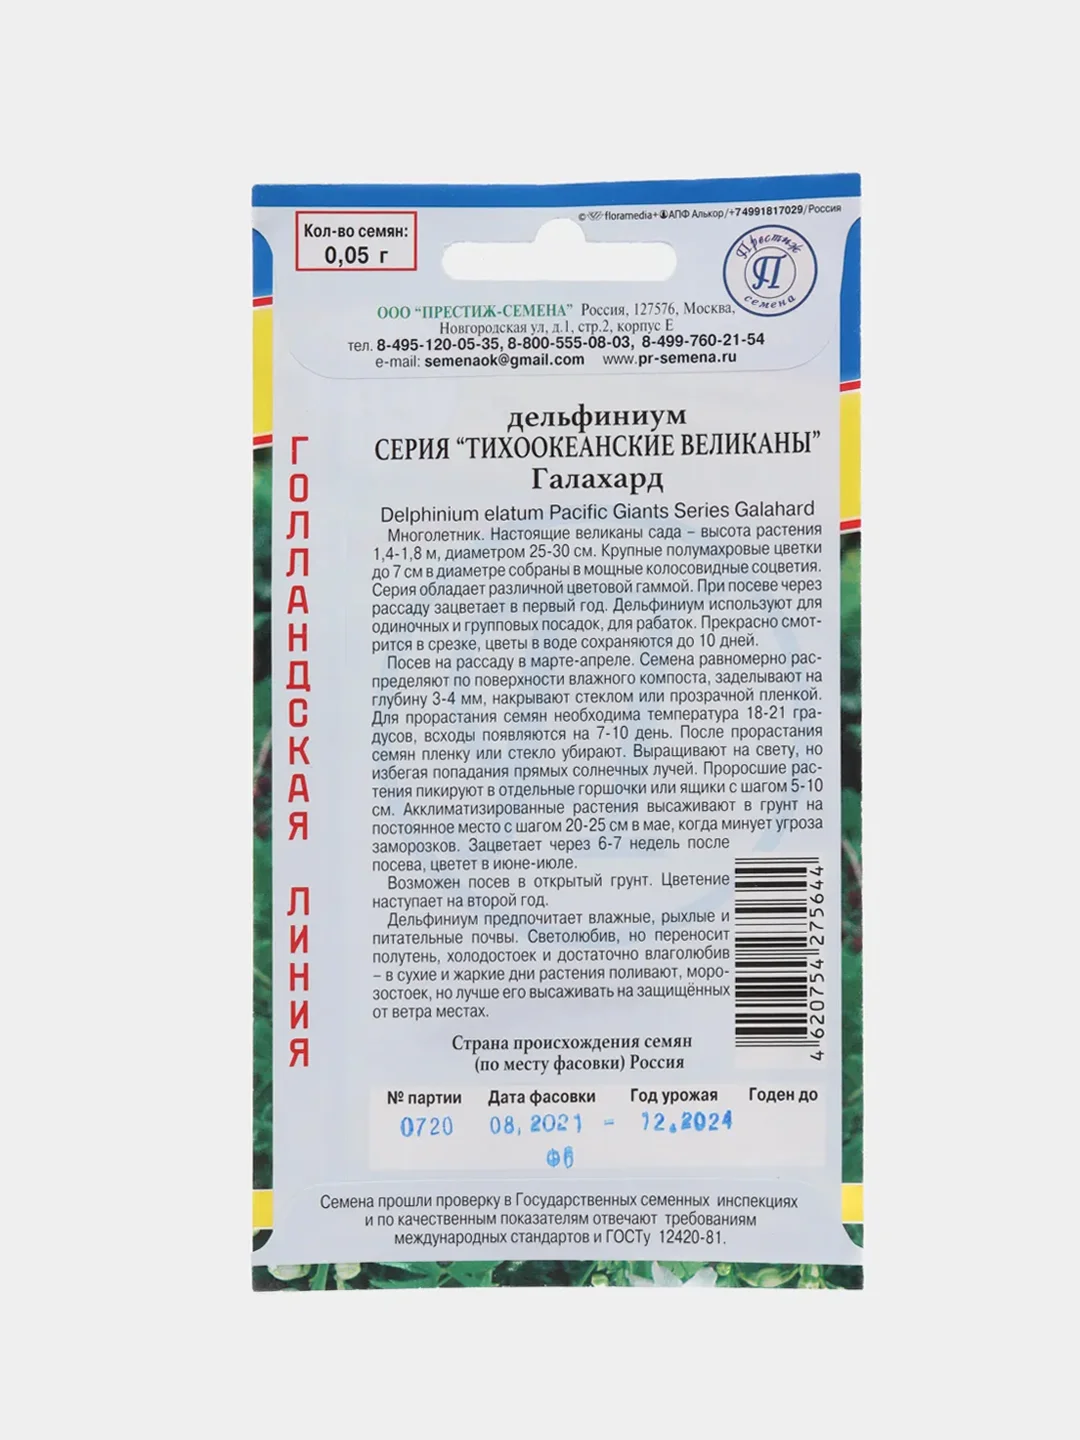 © floramedia+ АПФ Алькор/+74991817029/Россия
Кол-во семян:
0,05 г
Престиж
П
семена
ООО “ПРЕСТИЖ-СЕМЕНА” Россия, 127576, Москва,
Новгородская ул, д.1, стр.2, корпус Е
тел. 8-495-120-05-35, 8-800-555-08-03, 8-499-760-21-54
e-mail: semenaok@gmail.com www.pr-semena.ru
ГОЛЛАНДСКАЯ ЛИНИЯ
дельфиниум
СЕРИЯ “ТИХООКЕАНСКИЕ ВЕЛИКАНЫ”
Галахард
Delphinium elatum Pacific Giants Series Galahard
Многолетник. Настоящие великаны сада – высота растения
1,4-1,8 м, диаметром 25-30 см. Крупные полумахровые цветки
до 7 см в диаметре собраны в мощные колосовидные соцветия.
Серия обладает различной цветовой гаммой. При посеве через
рассаду зацветает в первый год. Дельфиниум используют для
одиночных и групповых посадок, для рабаток. Прекрасно смот-
рится в срезке, цветы в воде сохраняются до 10 дней.
Посев на рассаду в марте-апреле. Семена равномерно рас-
пределяют по поверхности влажного компоста, заделывают на
глубину 3-4 мм, накрывают стеклом или прозрачной пленкой.
Для прорастания семян необходима температура 18-21 гра-
дусов, всходы появляются на 7-10 день. После прорастания
семян пленку или стекло убирают. Выращивают на свету, но
избегая попадания прямых солнечных лучей. Проросшие рас-
тения пикируют в отдельные горшочки или ящики с шагом 5-10
см. Акклиматизированные растения высаживают в грунт на
постоянное место с шагом 20-25 см в мае, когда минует угроза
заморозков. Зацветает через 6-7 недель после
посева, цветет в июне-июле.
Возможен посев в открытый грунт. Цветение
наступает на второй год.
Дельфиниум предпочитает влажные, рыхлые и
питательные почвы. Светолюбив, но переносит
полутень, холодостоек и достаточно влаголюбив
– в сухие и жаркие дни растения поливают, моро-
зостоек, но лучше его высаживать на защищённых
от ветра местах.
4 620754 275644
Страна происхождения семян
(по месту фасовки) Россия
№ партии Дата фасовки Год урожая Годен до
0720 08, 2021 - 12.2024
Ф6
Семена прошли проверку в Государственных семенных инспекциях
и по качественным показателям отвечают требованиям
международных стандартов и ГОСТу 12420-81.